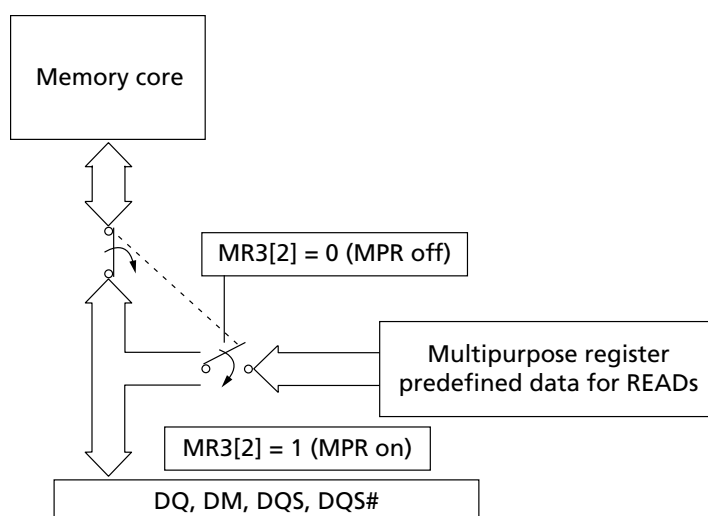 Memory core
MR3[2] = 0 (MPR off)
Multipurpose register
predefined data for READs
MR3[2] = 1 (MPR on)
DQ, DM, DQS, DQS#